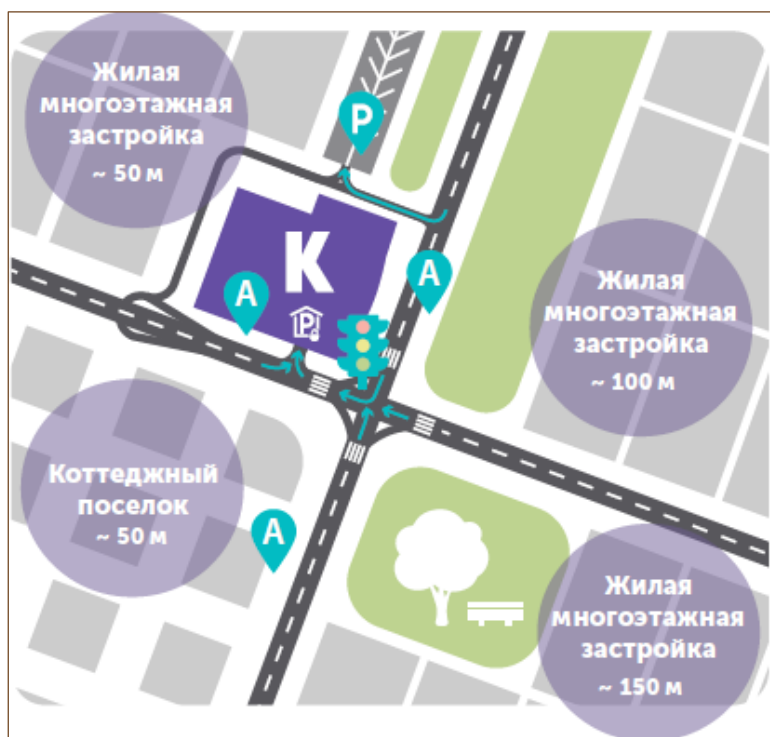 Жилая
многоэтажная
застройка
~ 50 м
P
K
A
A
P
Жилая
многоэтажная
застройка
~ 100 м
Коттеджный
поселок
~ 50 м
A
Жилая
многоэтажная
застройка
~ 150 м